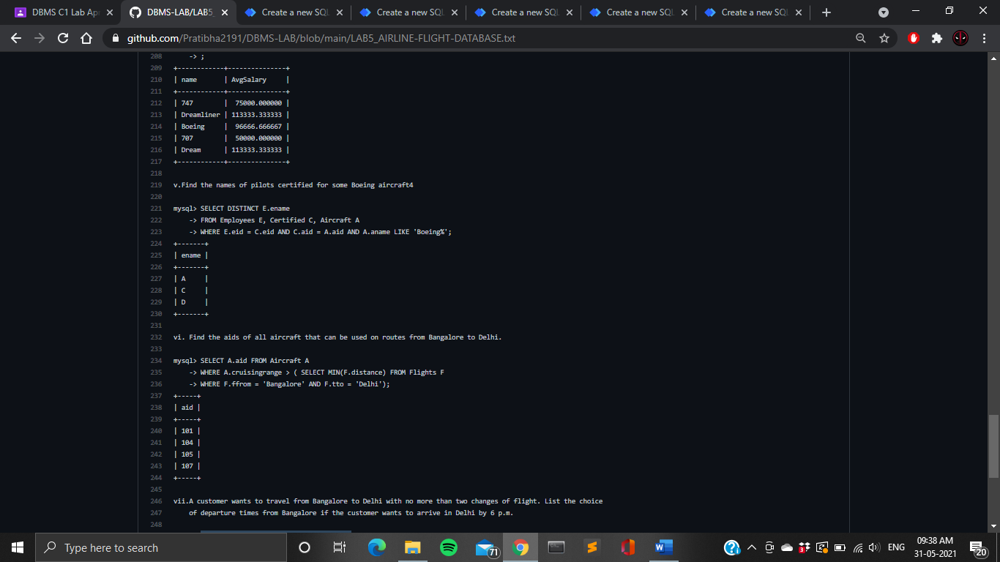 DBMS C1 Lab Ap
DBMS-LAB/LAB5_
Create a new SQL
Create a new SQL
Create a new SQL
Create a new SQL
Create a new SQL
github.com/Pratibha2191/DBMS-LAB/blob/main/LAB5_AIRLINE-FLIGHT-DATABASE.txt
208 -> ;
209 +------------+---------------+
210 | name       | AvgSalary     |
211 +------------+---------------+
212 | 747        |  75000.000000 |
213 | Dreamliner | 113333.333333 |
214 | Boeing     |  96666.666667 |
215 | 707        |  50000.000000 |
216 | Dream      | 113333.333333 |
217 +------------+---------------+
218
219 v.Find the names of pilots certified for some Boeing aircraft4
220
221 mysql> SELECT DISTINCT E.ename
222     -> FROM Employees E, Certified C, Aircraft A
223     -> WHERE E.eid = C.eid AND C.aid = A.aid AND A.aname LIKE 'Boeing%';
224 +-------+
225 | ename |
226 +-------+
227 | A     |
228 | C     |
229 | D     |
230 +-------+
231
232 vi. Find the aids of all aircraft that can be used on routes from Bangalore to Delhi.
233
234 mysql> SELECT A.aid FROM Aircraft A
235     -> WHERE A.cruisingrange > ( SELECT MIN(F.distance) FROM Flights F
236     -> WHERE F.ffrom = 'Bangalore' AND F.tto = 'Delhi');
237 +-----+
238 | aid |
239 +-----+
240 | 101 |
241 | 104 |
242 | 105 |
243 | 107 |
244 +-----+
245
246 vii.A customer wants to travel from Bangalore to Delhi with no more than two changes of flight. List the choice
247     of departure times from Bangalore if the customer wants to arrive in Delhi by 6 p.m.
248
Type here to search
71
3
ENG
09:38 AM
31-05-2021
20